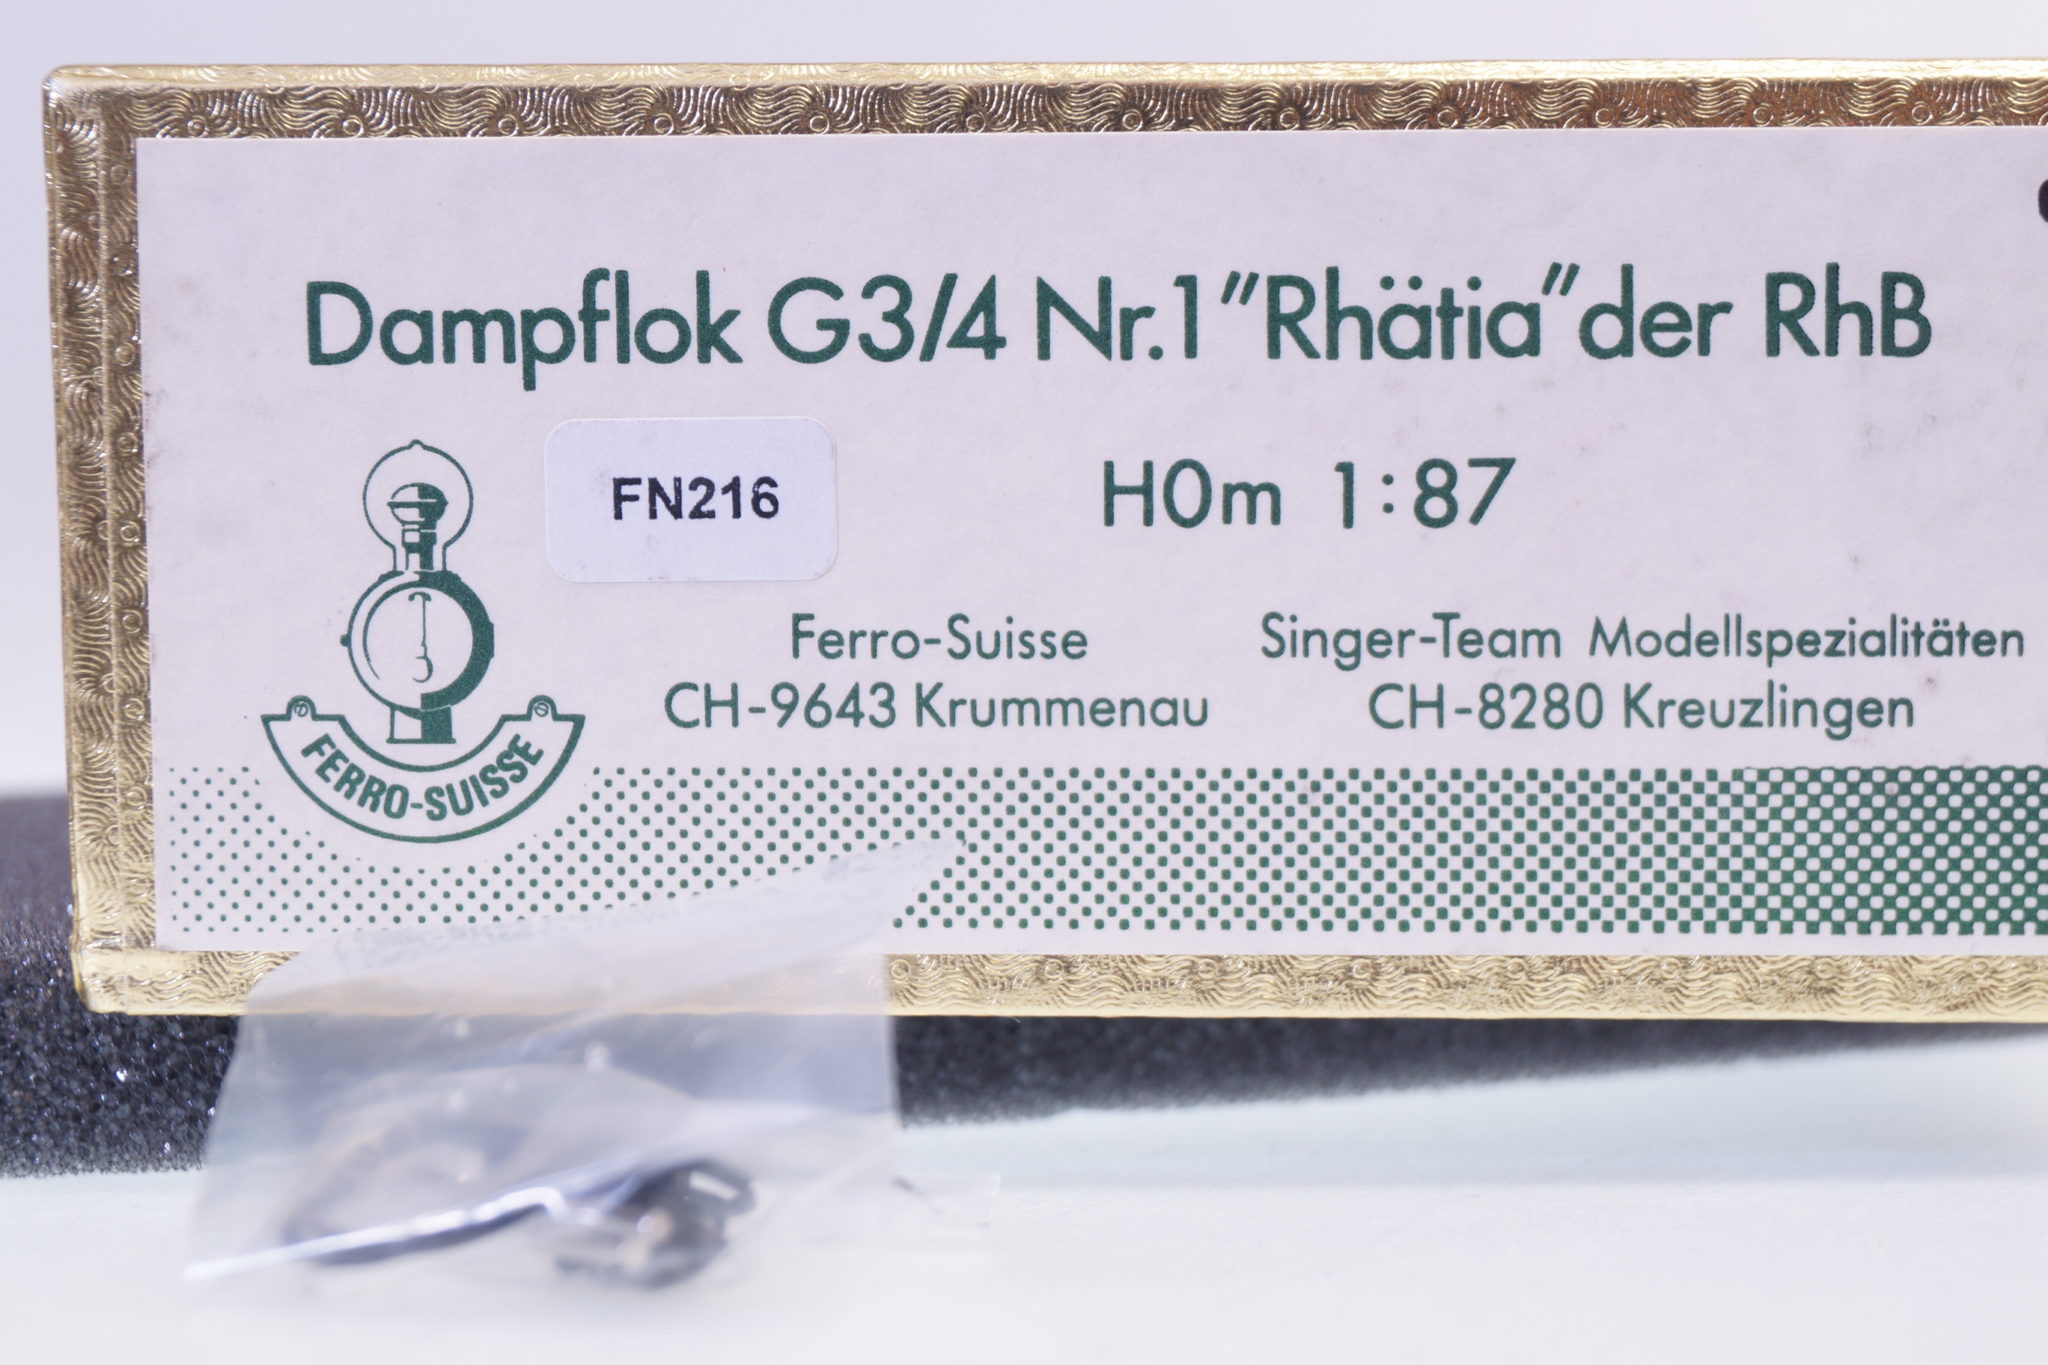 Dampflok G3/4 Nr.1 "Rhätia" der RhB
FN216
H0m 1:87
Ferro-Suisse
CH-9643 Krummenau
Singer-Team Modellspezialitäten
CH-8280 Kreuzlingen
FERRO-SUISSE